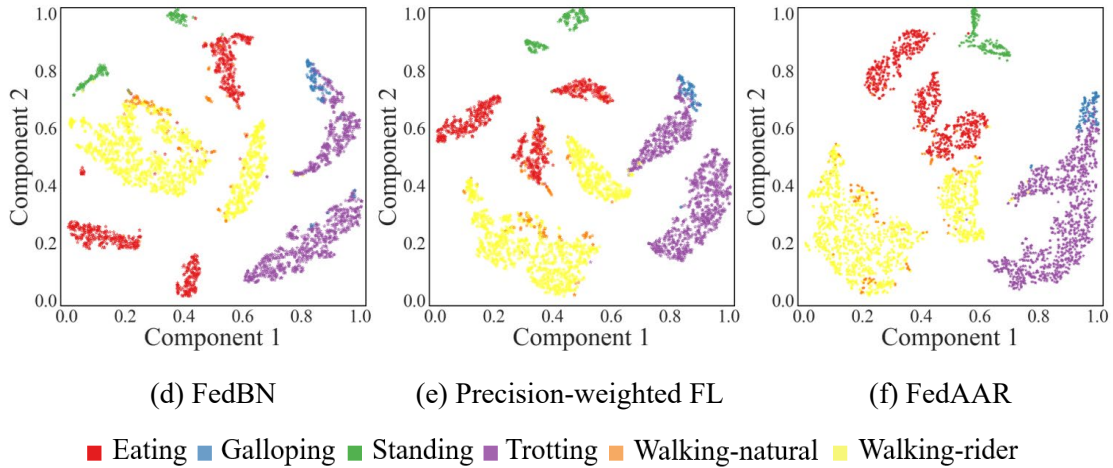 1.0 1.0 1.0
0.8 0.8 0.8
0.6 0.6 0.6
0.4 0.4 0.4
0.2 0.2 0.2
0.0 0.0 0.0
Component 2 Component 2 Component 2
0.0 0.2 0.4 0.6 0.8 1.0 0.0 0.2 0.4 0.6 0.8 1.0 0.0 0.2 0.4 0.6 0.8 1.0
Component 1 Component 1 Component 1
(d) FedBN (e) Precision-weighted FL (f) FedAAR
Eating Galloping Standing Trotting Walking-natural Walking-rider